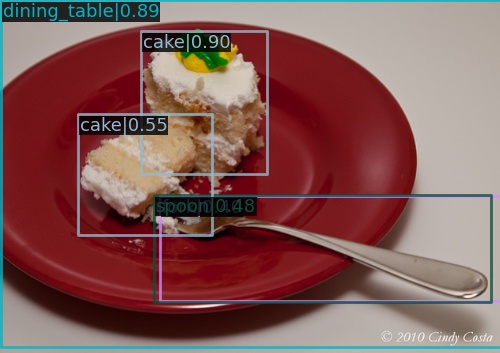 dining_table|0.89
cake|0.90
cake|0.55
spoon|0.48
© 2010 Cindy Costa